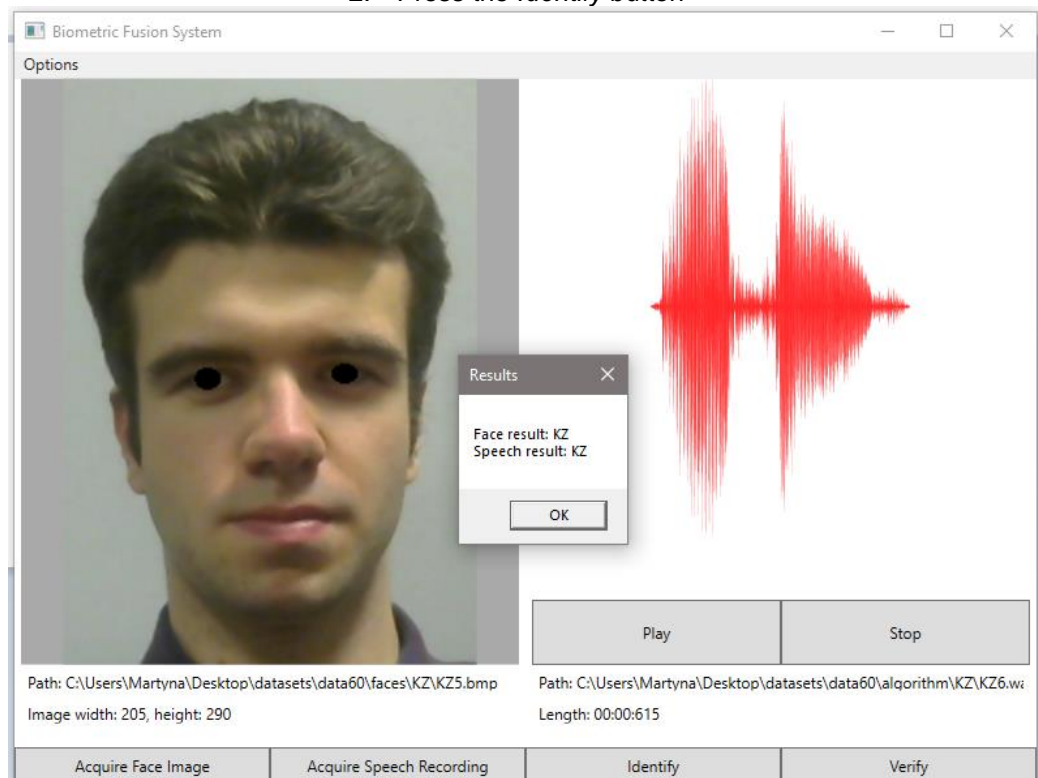 2. Press the Identify button
Biometric Fusion System
Options
Results
Face result: KZ
Speech result: KZ
OK
Play
Stop
Path: C:\Users\Martyna\Desktop\datasets\data60\faces\KZ\KZ5.bmp
Path: C:\Users\Martyna\Desktop\datasets\data60\algorithm\KZ\KZ6.wa
Image width: 205, height: 290
Length: 00:00:615
Acquire Face Image
Acquire Speech Recording
Identify
Verify